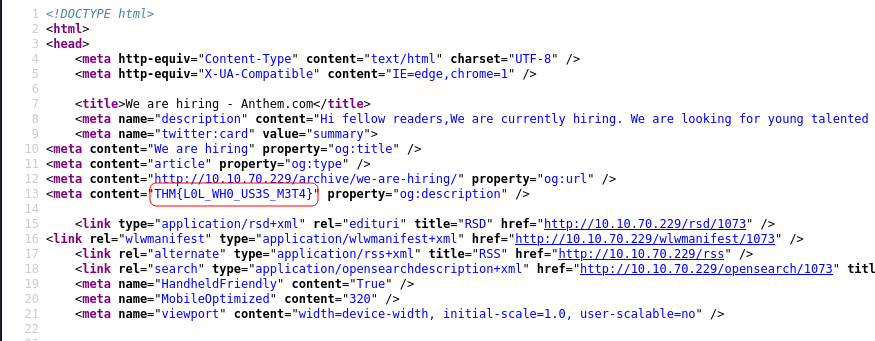 1 <!DOCTYPE html>
2 <html>
3 <head>
4 <meta http-equiv="Content-Type" content="text/html" charset="UTF-8" />
5 <meta http-equiv="X-UA-Compatible" content="IE=edge,chrome=1" />
6
7 <title>We are hiring - Anthem.com</title>
8 <meta name="description" content="Hi fellow readers,We are currently hiring. We are looking for young talented
9 <meta name="twitter:card" value="summary">
10 <meta content="We are hiring" property="og:title" />
11 <meta content="article" property="og:type" />
12 <meta content="http://10.10.70.229/archive/we-are-hiring/" property="og:url" />
13 <meta content="THM{L0L_WH0_US3S_M3T4}" property="og:description" />
14
15 <link type="application/rsd+xml" rel="edituri" title="RSD" href="http://10.10.70.229/rsd/1073" />
16 <link rel="wlwmanifest" type="application/wlwmanifest+xml" href="http://10.10.70.229/wlwmanifest/1073" />
17 <link rel="alternate" type="application/rss+xml" title="RSS" href="http://10.10.70.229/rss" />
18 <link rel="search" type="application/opensearchdescription+xml" href="http://10.10.70.229/opensearch/1073" titl
19 <meta name="HandheldFriendly" content="True" />
20 <meta name="MobileOptimized" content="320" />
21 <meta name="viewport" content="width=device-width, initial-scale=1.0, user-scalable=no" />
22